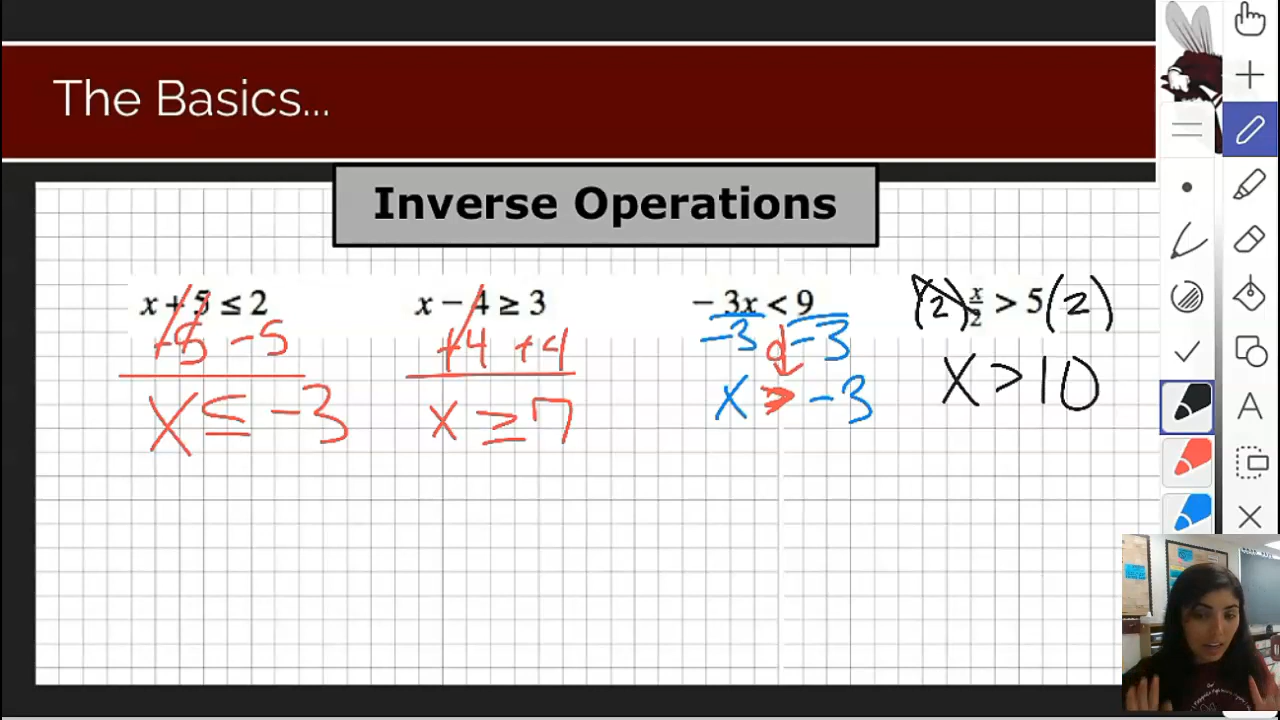 The Basics...
Inverse Operations
x + 5 ≤ 2
-5 -5
x ≤ -3
x - 4 ≥ 3
+4 +4
x ≥ 7
- 3x < 9
-3 -3
x > -3
(2) x/2 > 5 (2)
x > 10
A